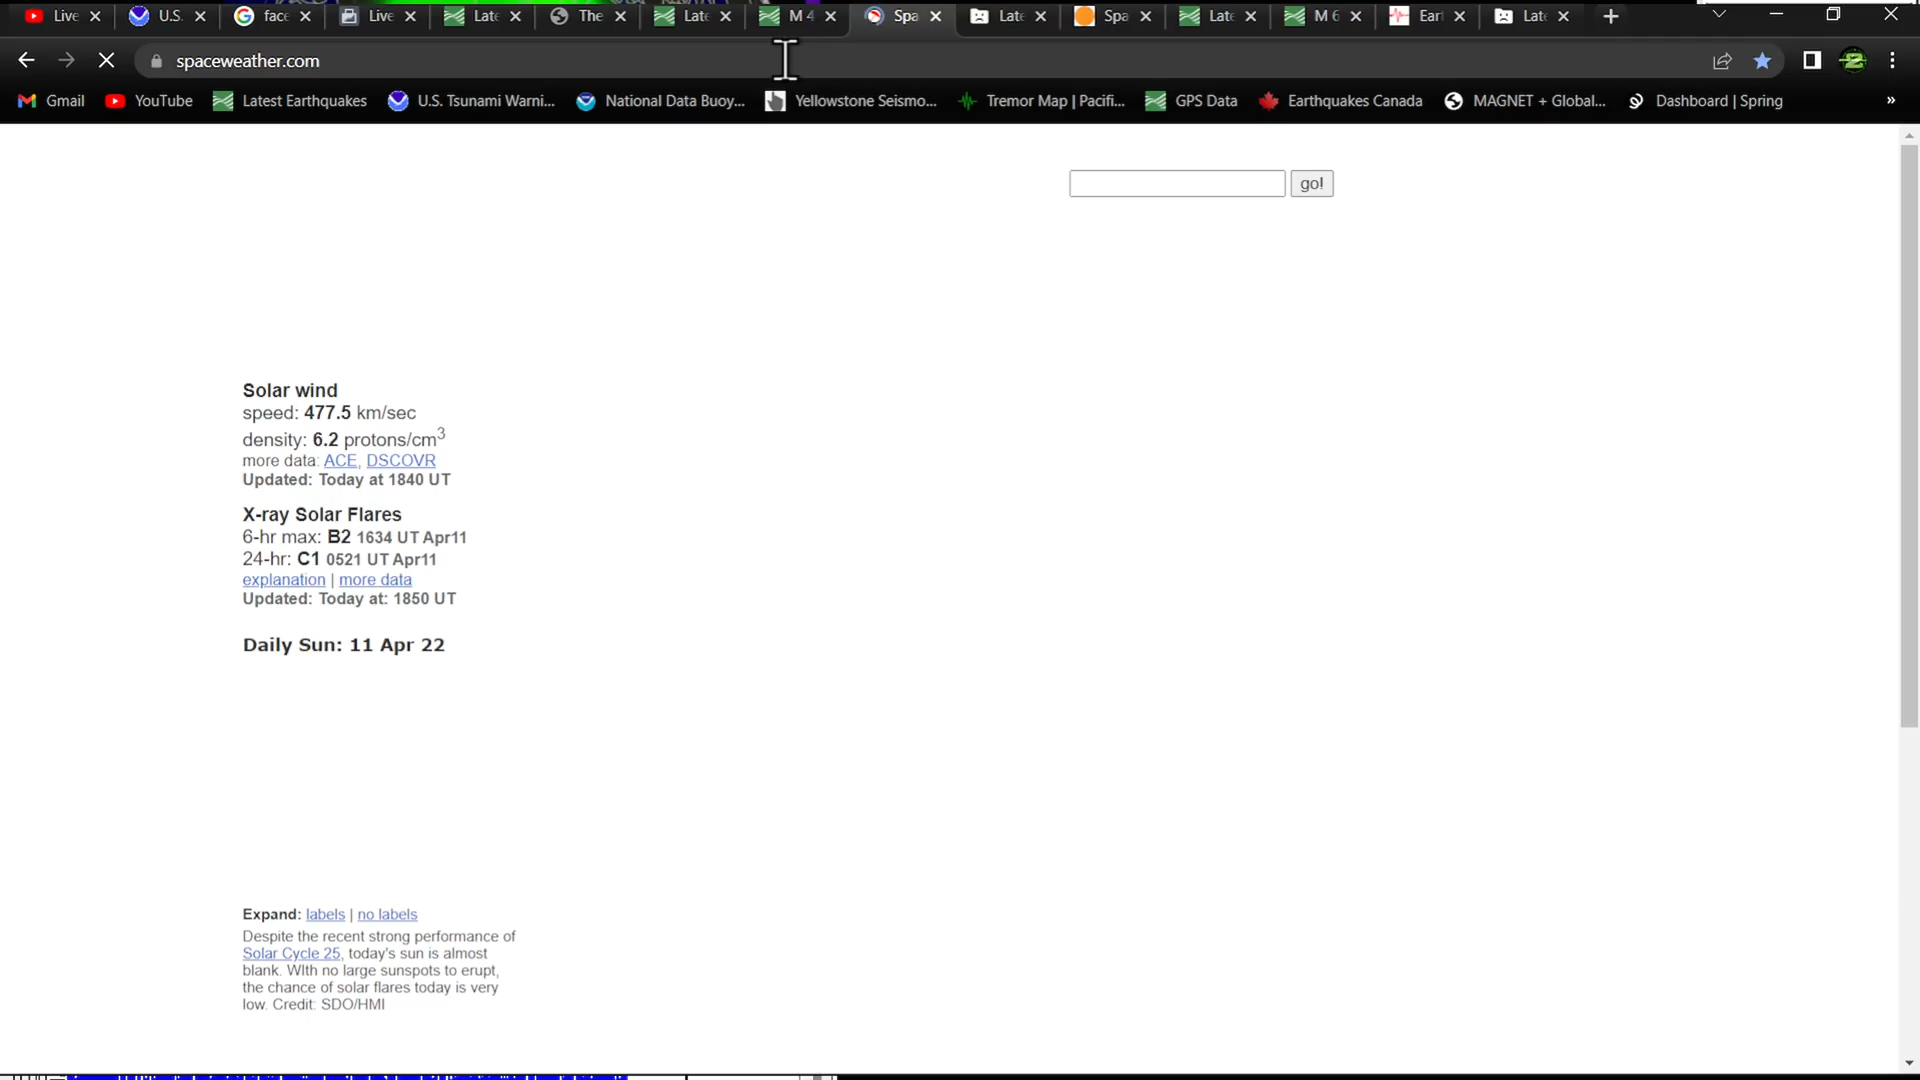 Live
U.S.
face
Live
Late
The
Late
M 4
Spa
Late
Spa
Late
M 6
Eart
Late
spaceweather.com
Gmail
YouTube
Latest Earthquakes
U.S. Tsunami Warni...
National Data Buoy...
Yellowstone Seismo...
Tremor Map | Pacifi...
GPS Data
Earthquakes Canada
MAGNET + Global...
Dashboard | Spring
»
go!
Solar wind
speed: 477.5 km/sec
density: 6.2 protons/cm3
more data: ACE, DSCOVR
Updated: Today at 1840 UT
X-ray Solar Flares
6-hr max: B2 1634 UT Apr11
24-hr: C1 0521 UT Apr11
explanation | more data
Updated: Today at: 1850 UT
Daily Sun: 11 Apr 22
Expand: labels | no labels
Despite the recent strong performance of
Solar Cycle 25, today's sun is almost
blank. WIth no large sunspots to erupt,
the chance of solar flares today is very
low. Credit: SDO/HMI